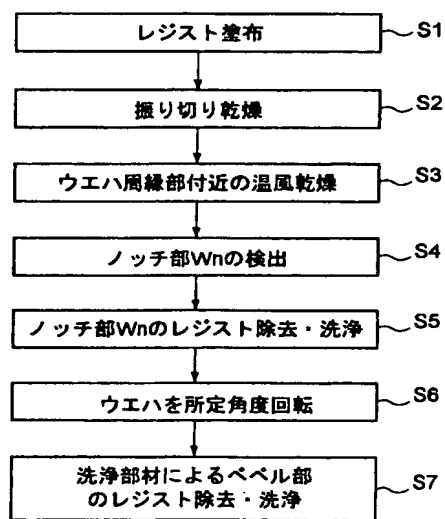 レジスト塗布
S1
振り切り乾燥
S2
ウエハ周縁部付近の温風乾燥
S3
ノッチ部Wnの検出
S4
ノッチ部Wnのレジスト除去・洗浄
S5
ウエハを所定角度回転
S6
洗浄部材によるベベル部
のレジスト除去・洗浄
S7